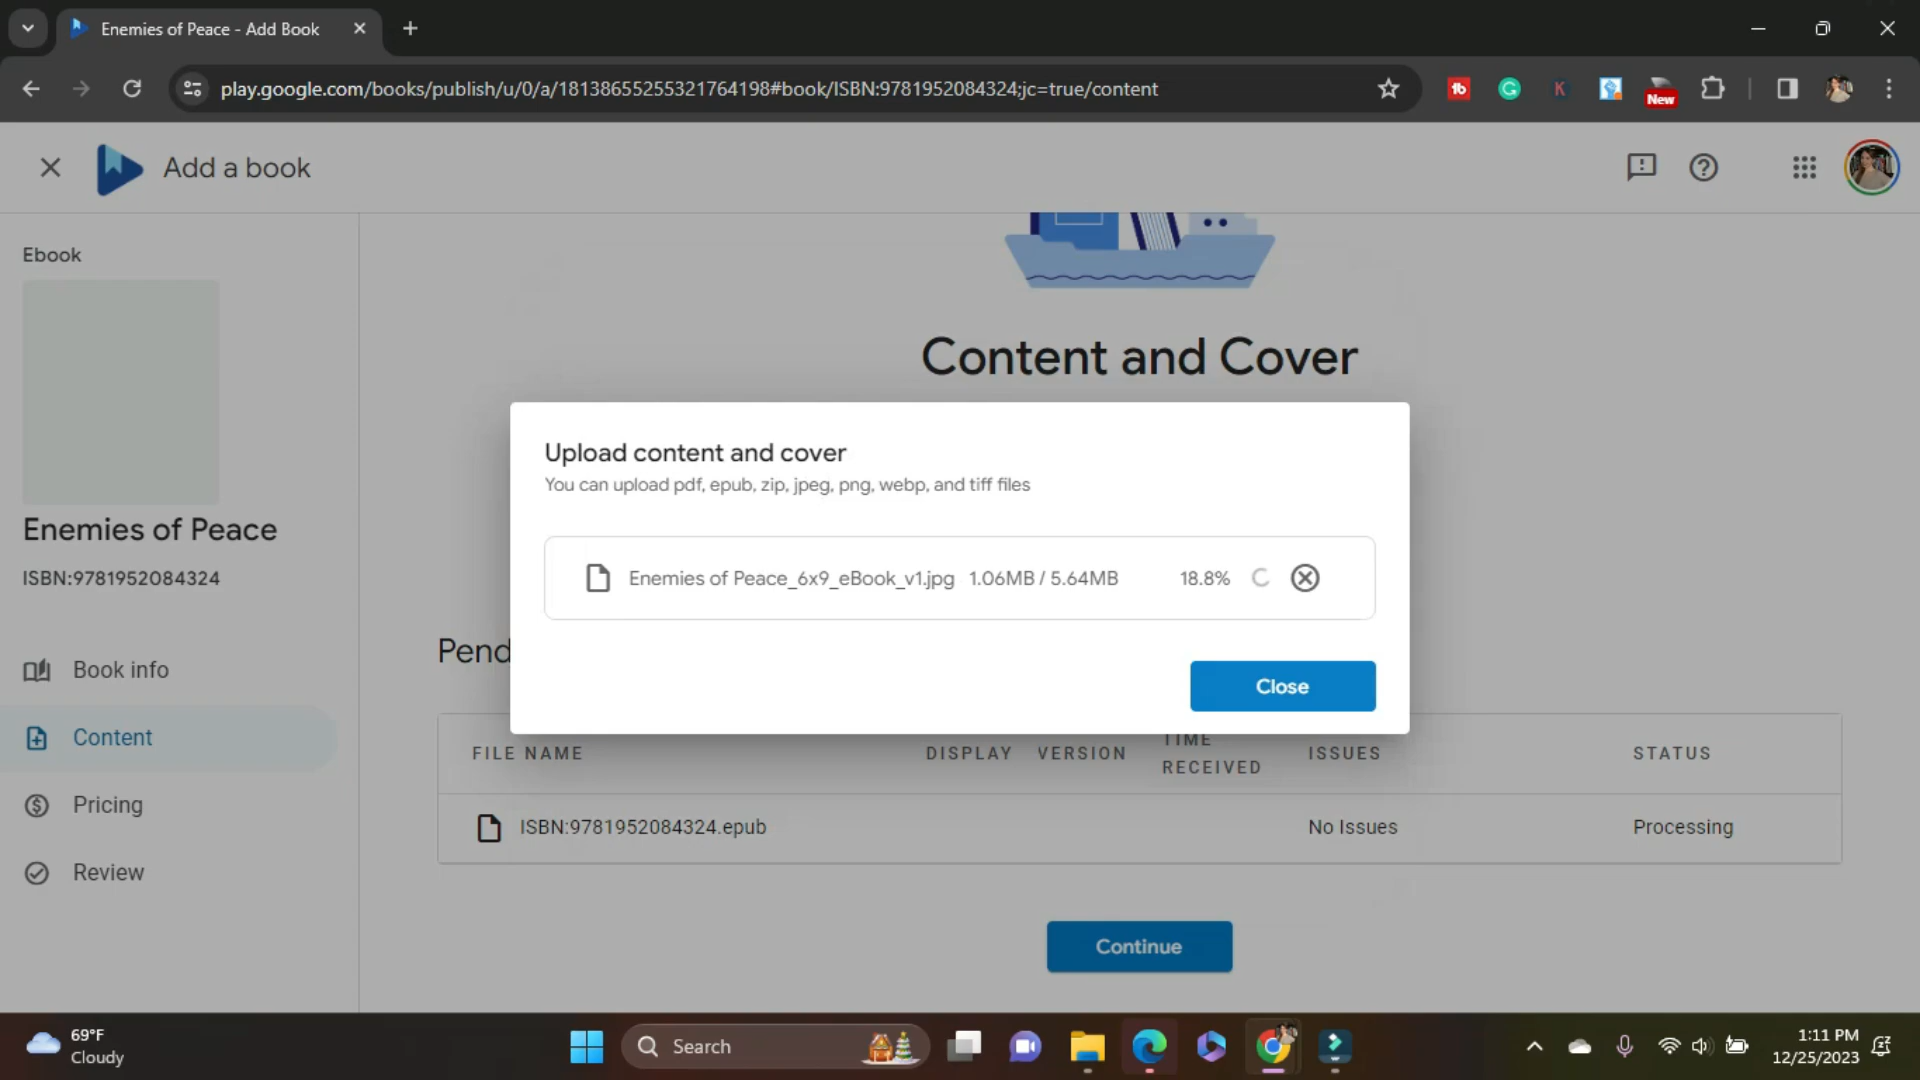 Enemies of Peace - Add Book
play.google.com/books/publish/u/0/a/18138655255321764198#book/ISBN:9781952084324;jc=true/content
New
Add a book
Ebook
Enemies of Peace
ISBN:9781952084324
Book info
Content
Pricing
Review
Content and Cover
Upload content and cover
You can upload pdf, epub, zip, jpeg, png, webp, and tiff files
Enemies of Peace_6x9_eBook_v1.jpg 1.06MB / 5.64MB 18.8%
Close
Pend
FILE NAME DISPLAY VERSION TIME RECEIVED ISSUES STATUS
ISBN:9781952084324.epub No Issues Processing
Continue
69°F
Cloudy
Search
1:11 PM
12/25/2023